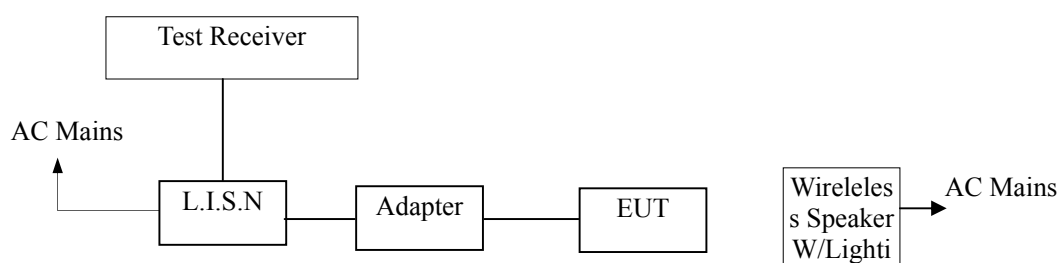 Test Receiver
AC Mains
L.I.S.N
Adapter
EUT
Wireleles
s Speaker
W/Lighti
AC Mains